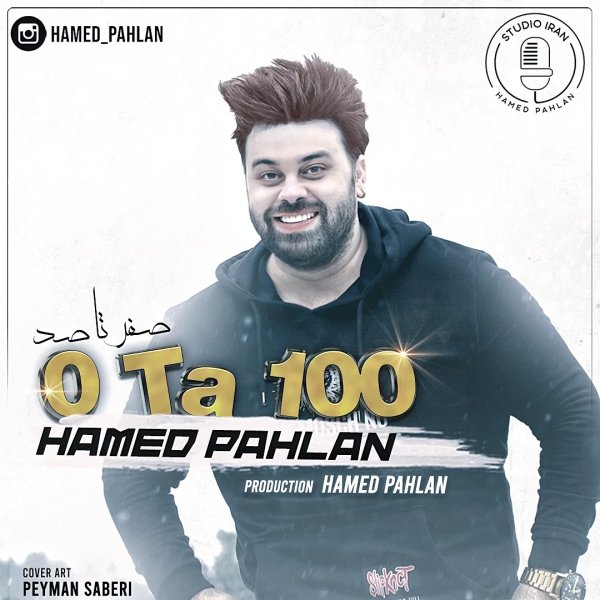 HAMED_PAHLAN
STUDIO IRAN
HAMED PAHLAN
صفر تا صد
0 Ta 100
HAMED PAHLAN
PRODUCTION HAMED PAHLAN
SlipKnoT
COVER ART
PEYMAN SABERI